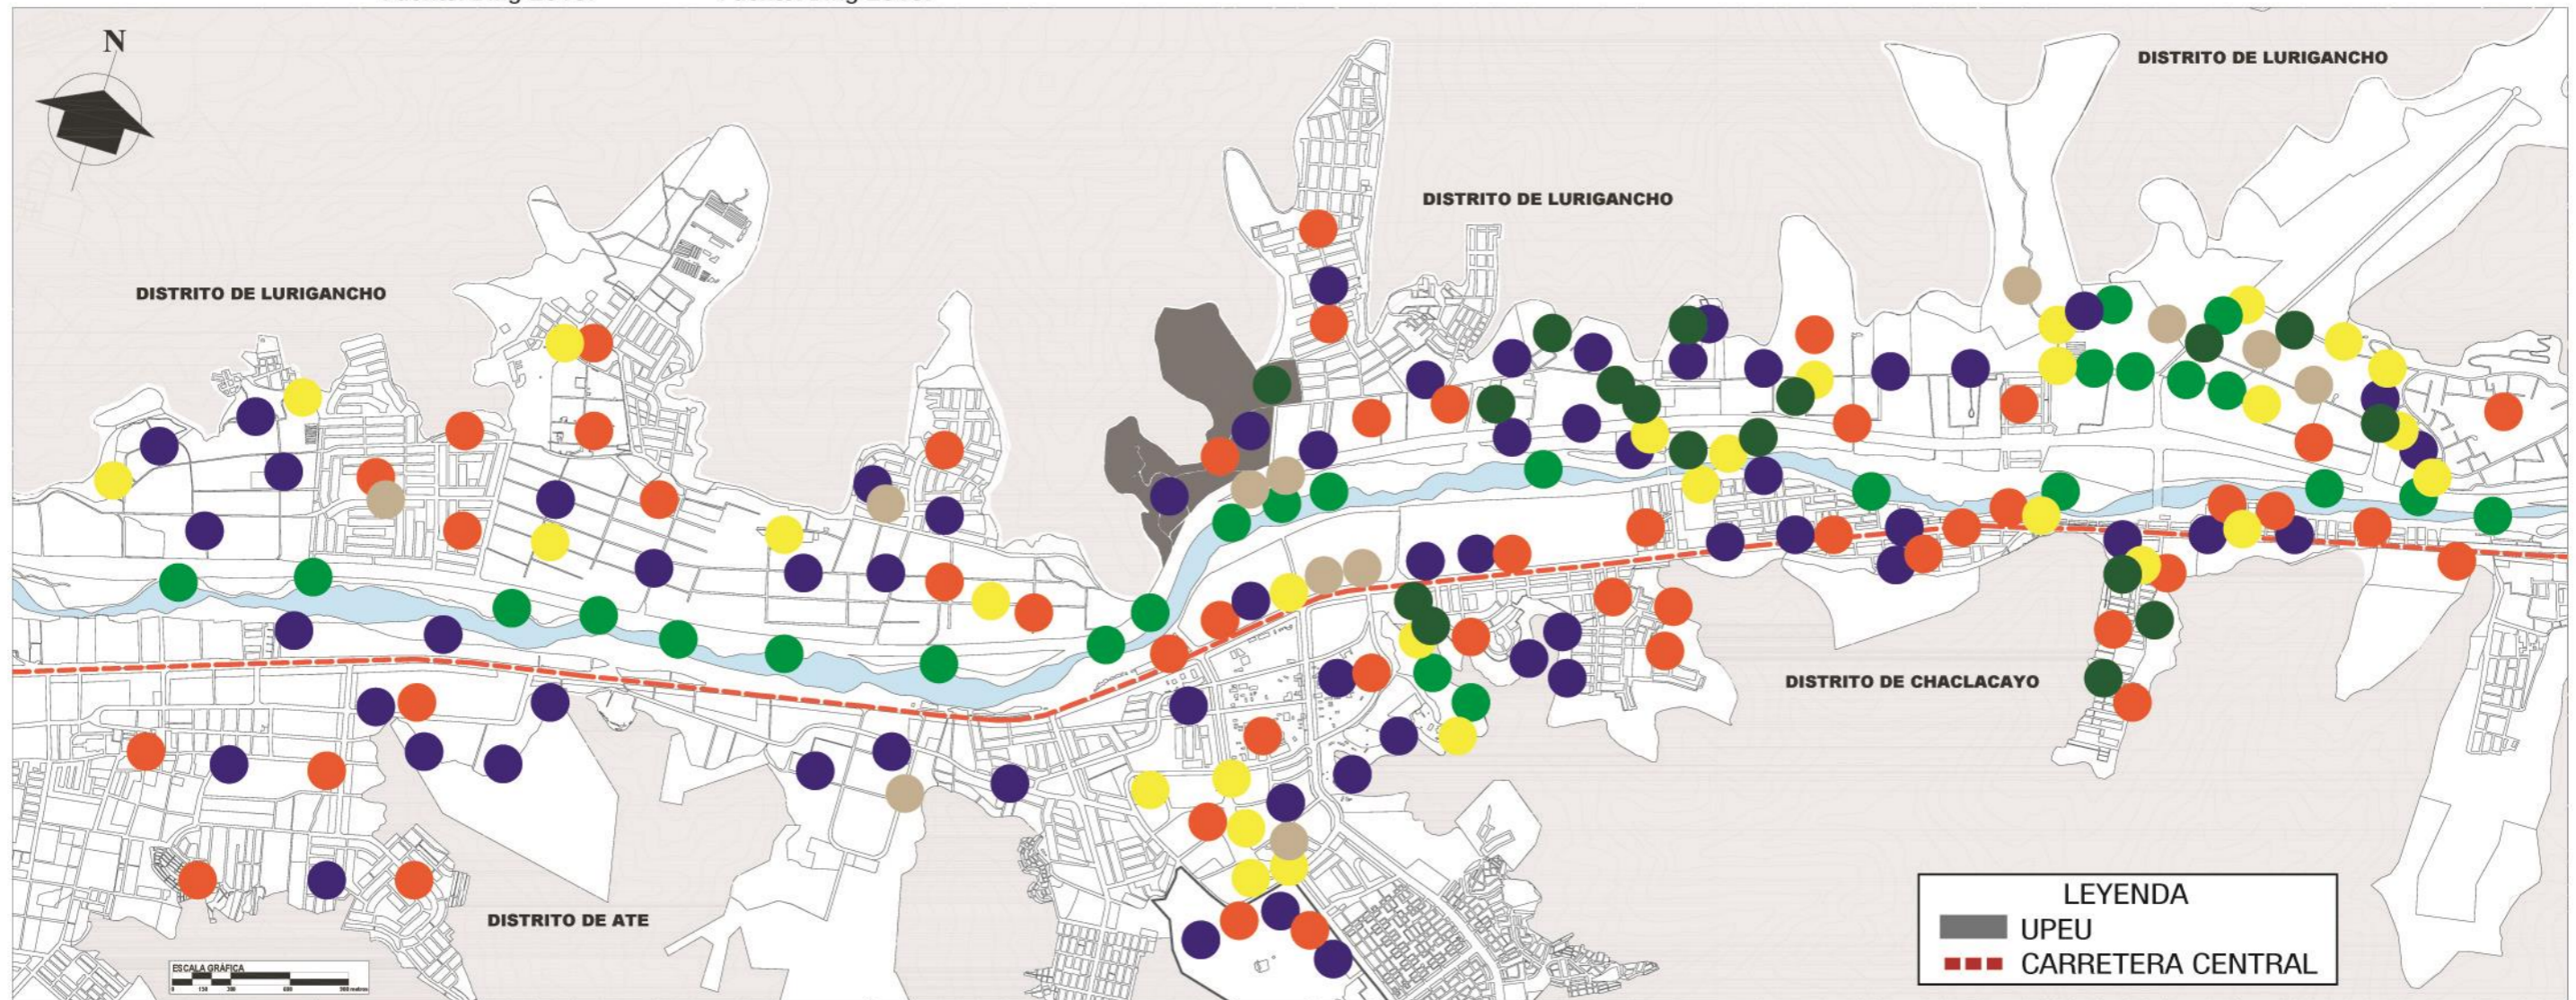 N
DISTRITO DE LURIGANCHO
DISTRITO DE LURIGANCHO
DISTRITO DE LURIGANCHO
DISTRITO DE CHACLACAYO
DISTRITO DE ATE
LEYENDA
UPEU
CARRETERA CENTRAL
ESCALA GRÁFICA